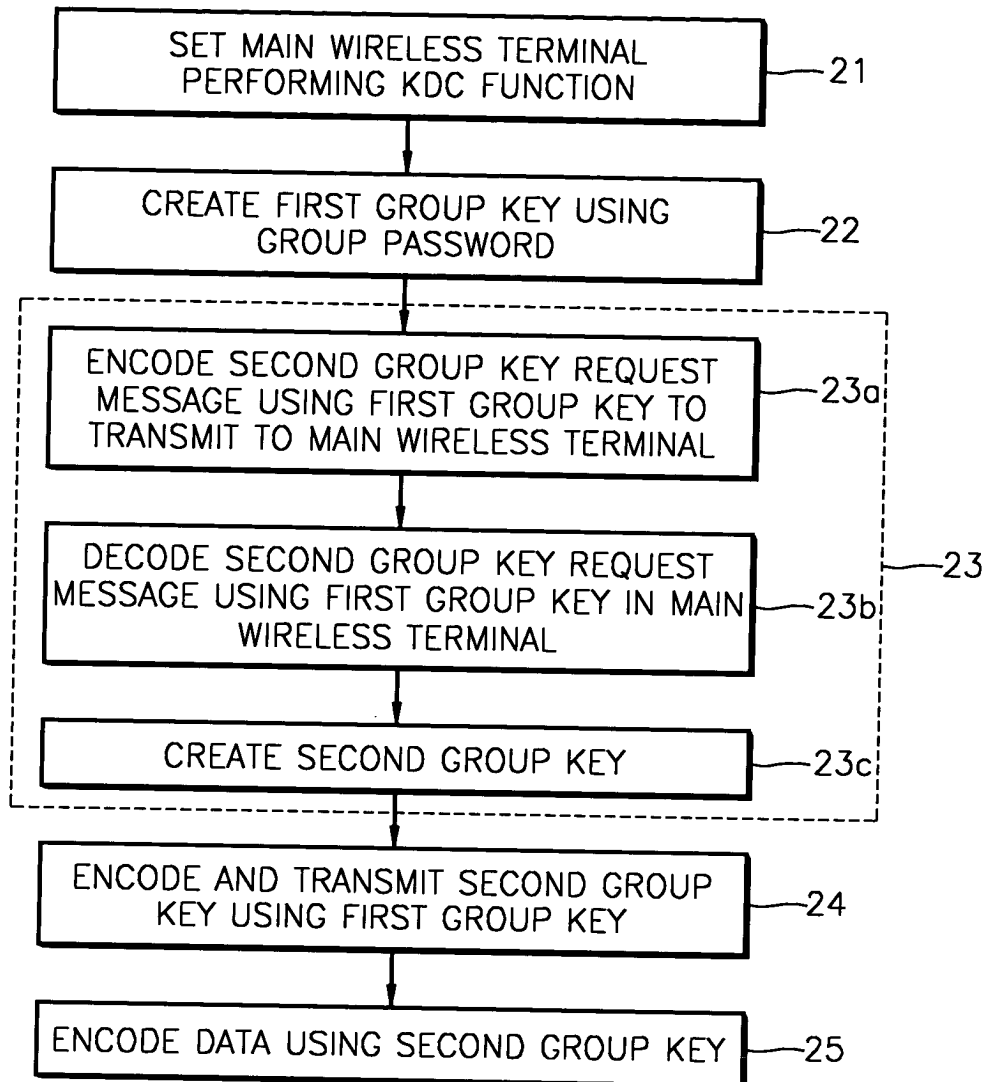 SET MAIN WIRELESS TERMINAL
PERFORMING KDC FUNCTION
21
CREATE FIRST GROUP KEY USING
GROUP PASSWORD
22
ENCODE SECOND GROUP KEY REQUEST
MESSAGE USING FIRST GROUP KEY TO
TRANSMIT TO MAIN WIRELESS TERMINAL
23a
DECODE SECOND GROUP KEY REQUEST
MESSAGE USING FIRST GROUP KEY IN MAIN
WIRELESS TERMINAL
23b
23
CREATE SECOND GROUP KEY
23c
ENCODE AND TRANSMIT SECOND GROUP
KEY USING FIRST GROUP KEY
24
ENCODE DATA USING SECOND GROUP KEY
25